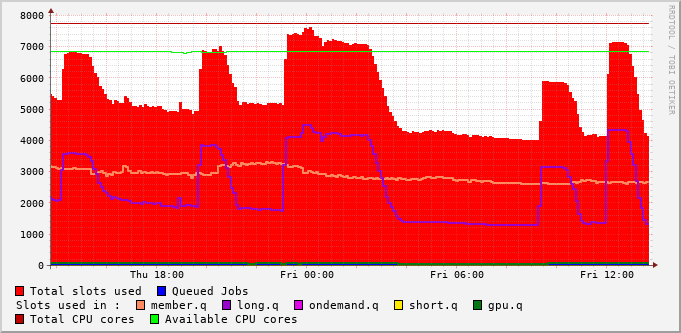 8000
7000
6000
5000
4000
3000
2000
1000
0
Thu 18:00 Fri 00:00 Fri 06:00 Fri 12:00
RRDTOOL / TOBI OETIKER
Total slots used Queued Jobs
Slots used in : member.q long.q ondemand.q short.q gpu.q
Total CPU cores Available CPU cores